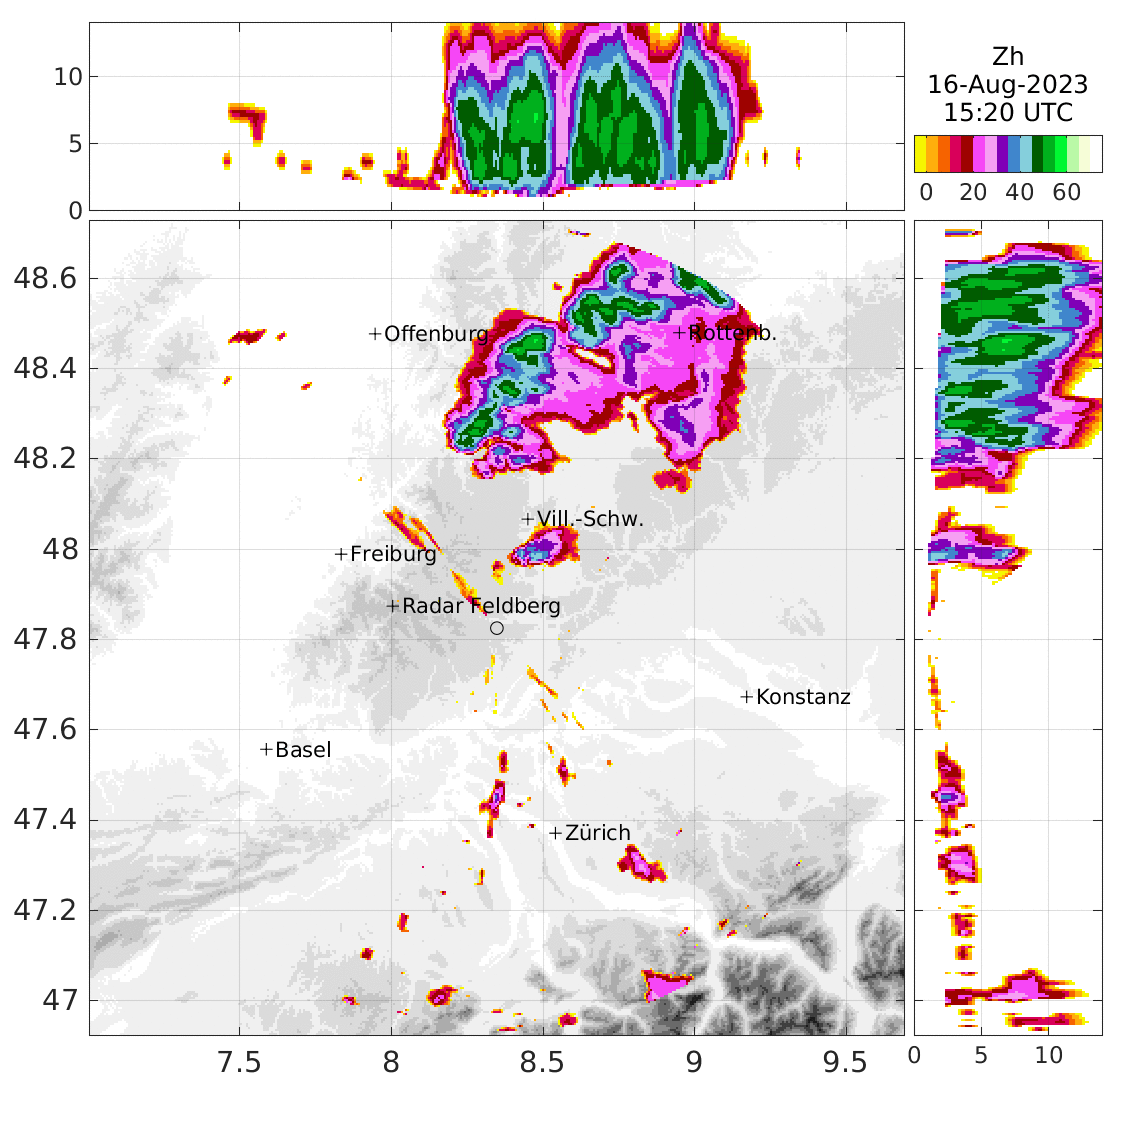 10
5
0
Zh
16-Aug-2023
15:20 UTC
0 20 40 60
48.6
48.4
48.2
48
47.8
47.6
47.4
47.2
47
+Offenburg
+Rottenb.
+Vill.-Schw.
+Freiburg
+Radar Feldberg
+Konstanz
+Basel
+Zürich
7.5 8 8.5 9 9.5
0 5 10